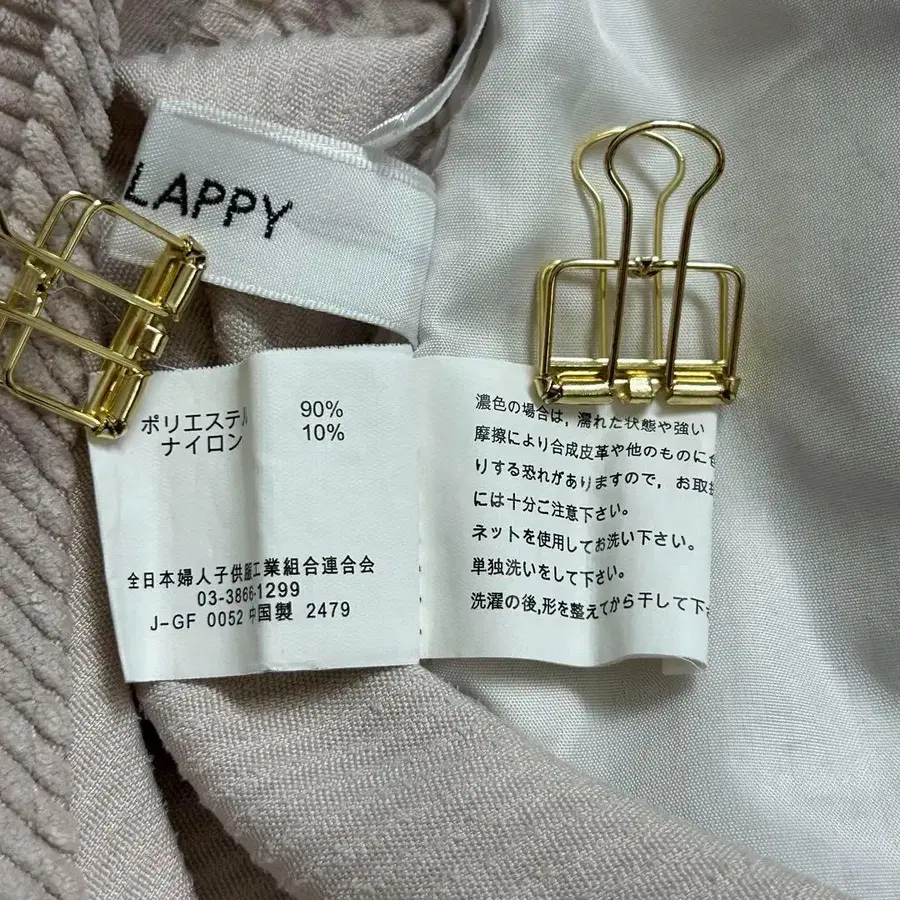 LAPPY
ポリエステル 90%
ナイロン 10%
全日本婦人子供服工業組合連合会
03-3866-1299
J-GF 0052 中国製 2479
濃色の場合は、濡れた状態や強い
摩擦により合成皮革や他のものに色
りする恐れがありますので、お取扱
には十分ご注意下さい。
ネットを使用してお洗い下さい。
単独洗いをして下さい。
洗濯の後,形を整えてから干して下